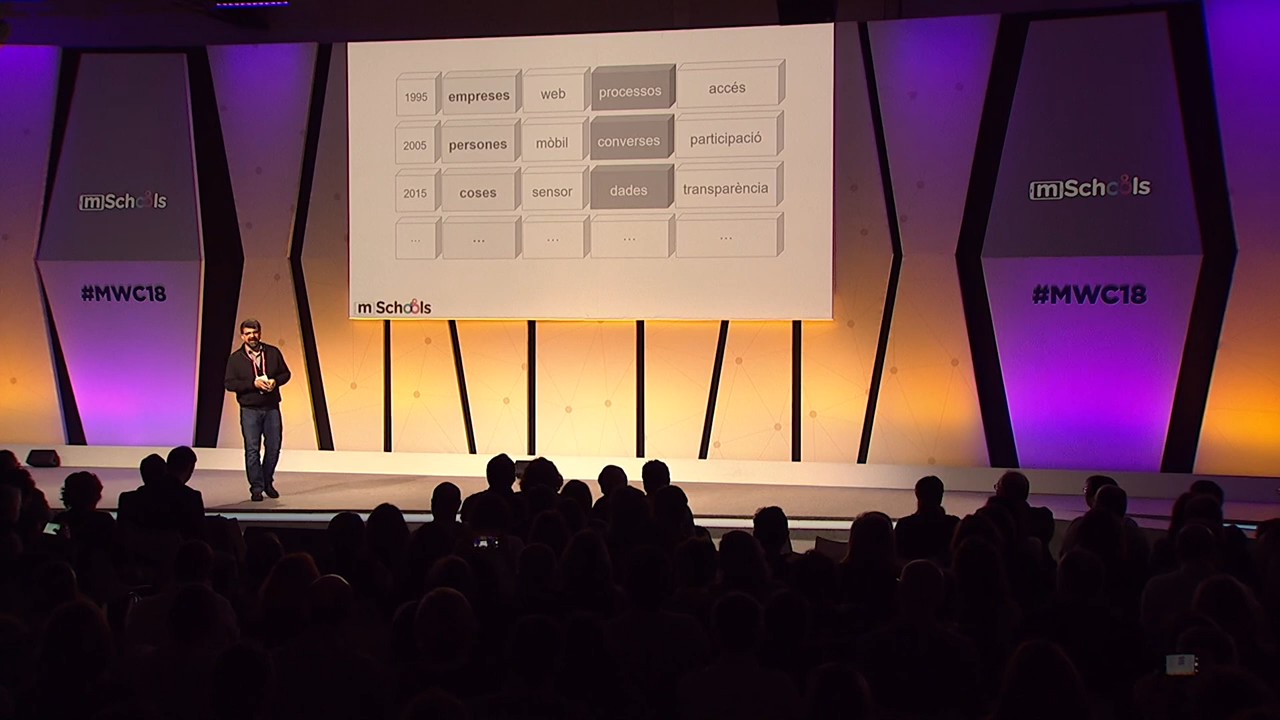 1995 empreses web processos accés
2005 persones mòbil converses participació
2015 coses sensor dades transparència
... ... ... ... ...
mSchools
mSchools
#MWC18
mSchools
#MWC18